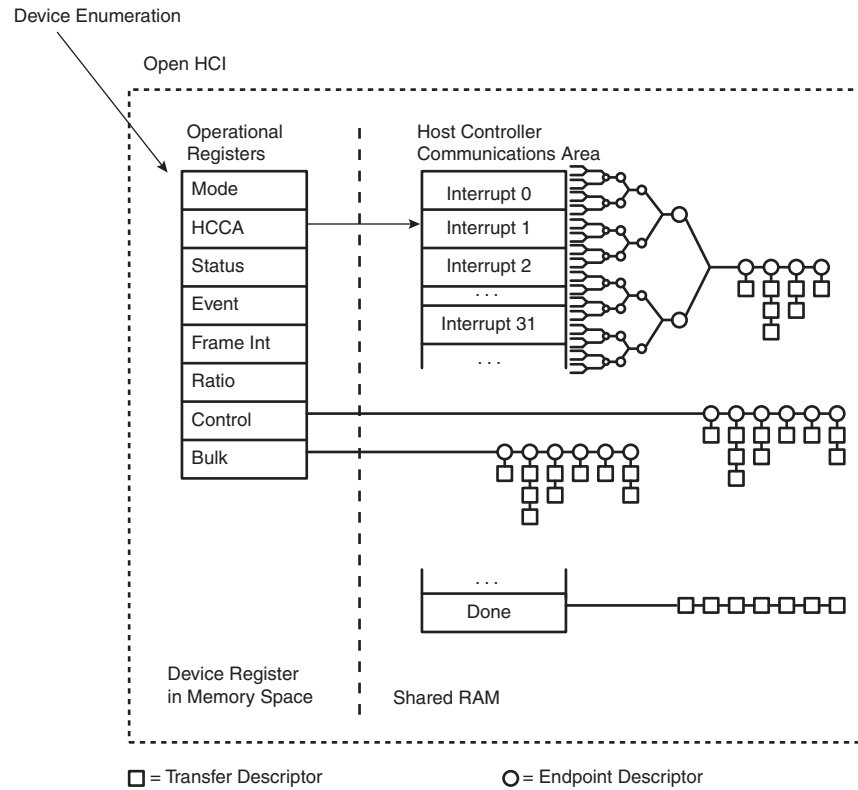 Device Enumeration
Open HCI
Operational
Registers
Mode
HCCA
Status
Event
Frame Int
Ratio
Control
Bulk
Host Controller
Communications Area
Interrupt 0
Interrupt 1
Interrupt 2
. . .
Interrupt 31
. . .
. . .
Done
Device Register
in Memory Space
Shared RAM
= Transfer Descriptor
= Endpoint Descriptor